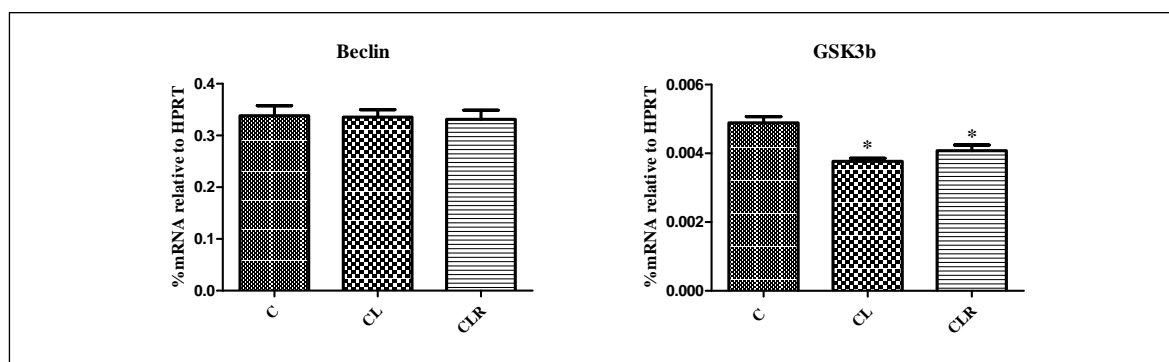 Beclin
%mRNA relative to HPRT
0.4
0.3
0.2
0.1
0.0
C
CL
CLR
GSK3b
%mRNA relative to HPRT
0.006
0.004
0.002
0.000
*
*
C
CL
CLR